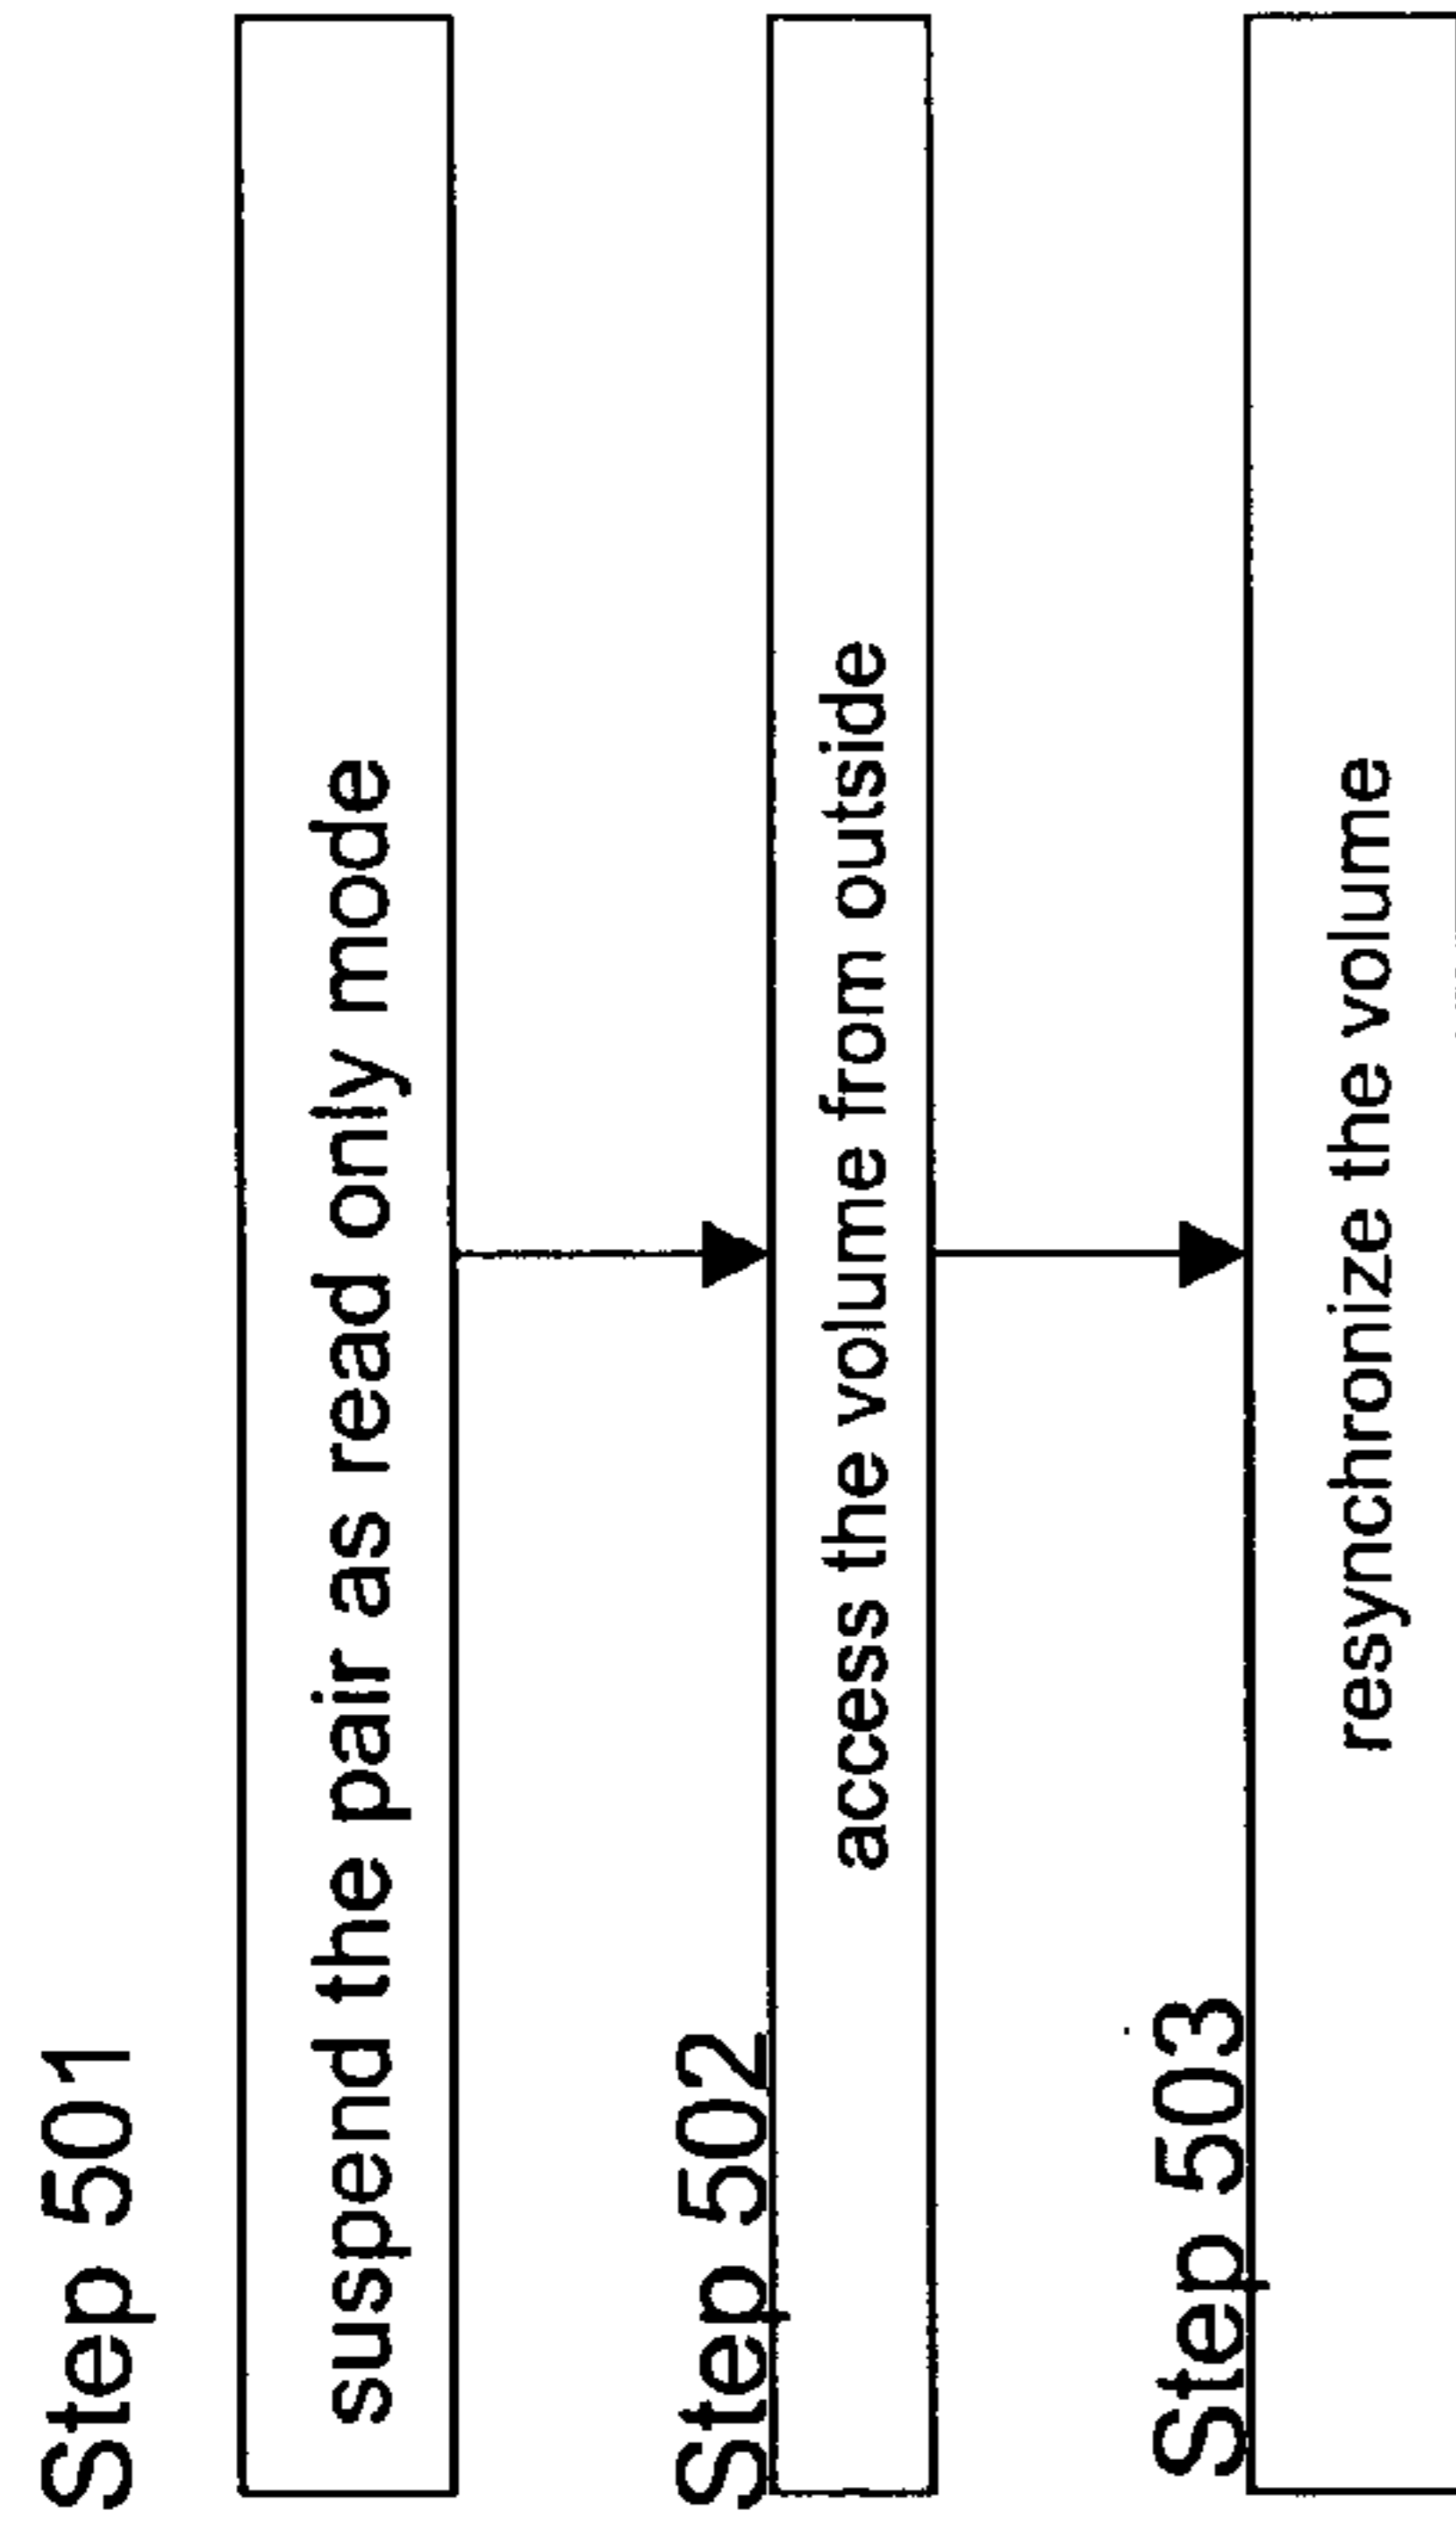 Step 501
suspend the pair as read only mode
Step 502
access the volume from outside
Step 503
resynchronize the volume